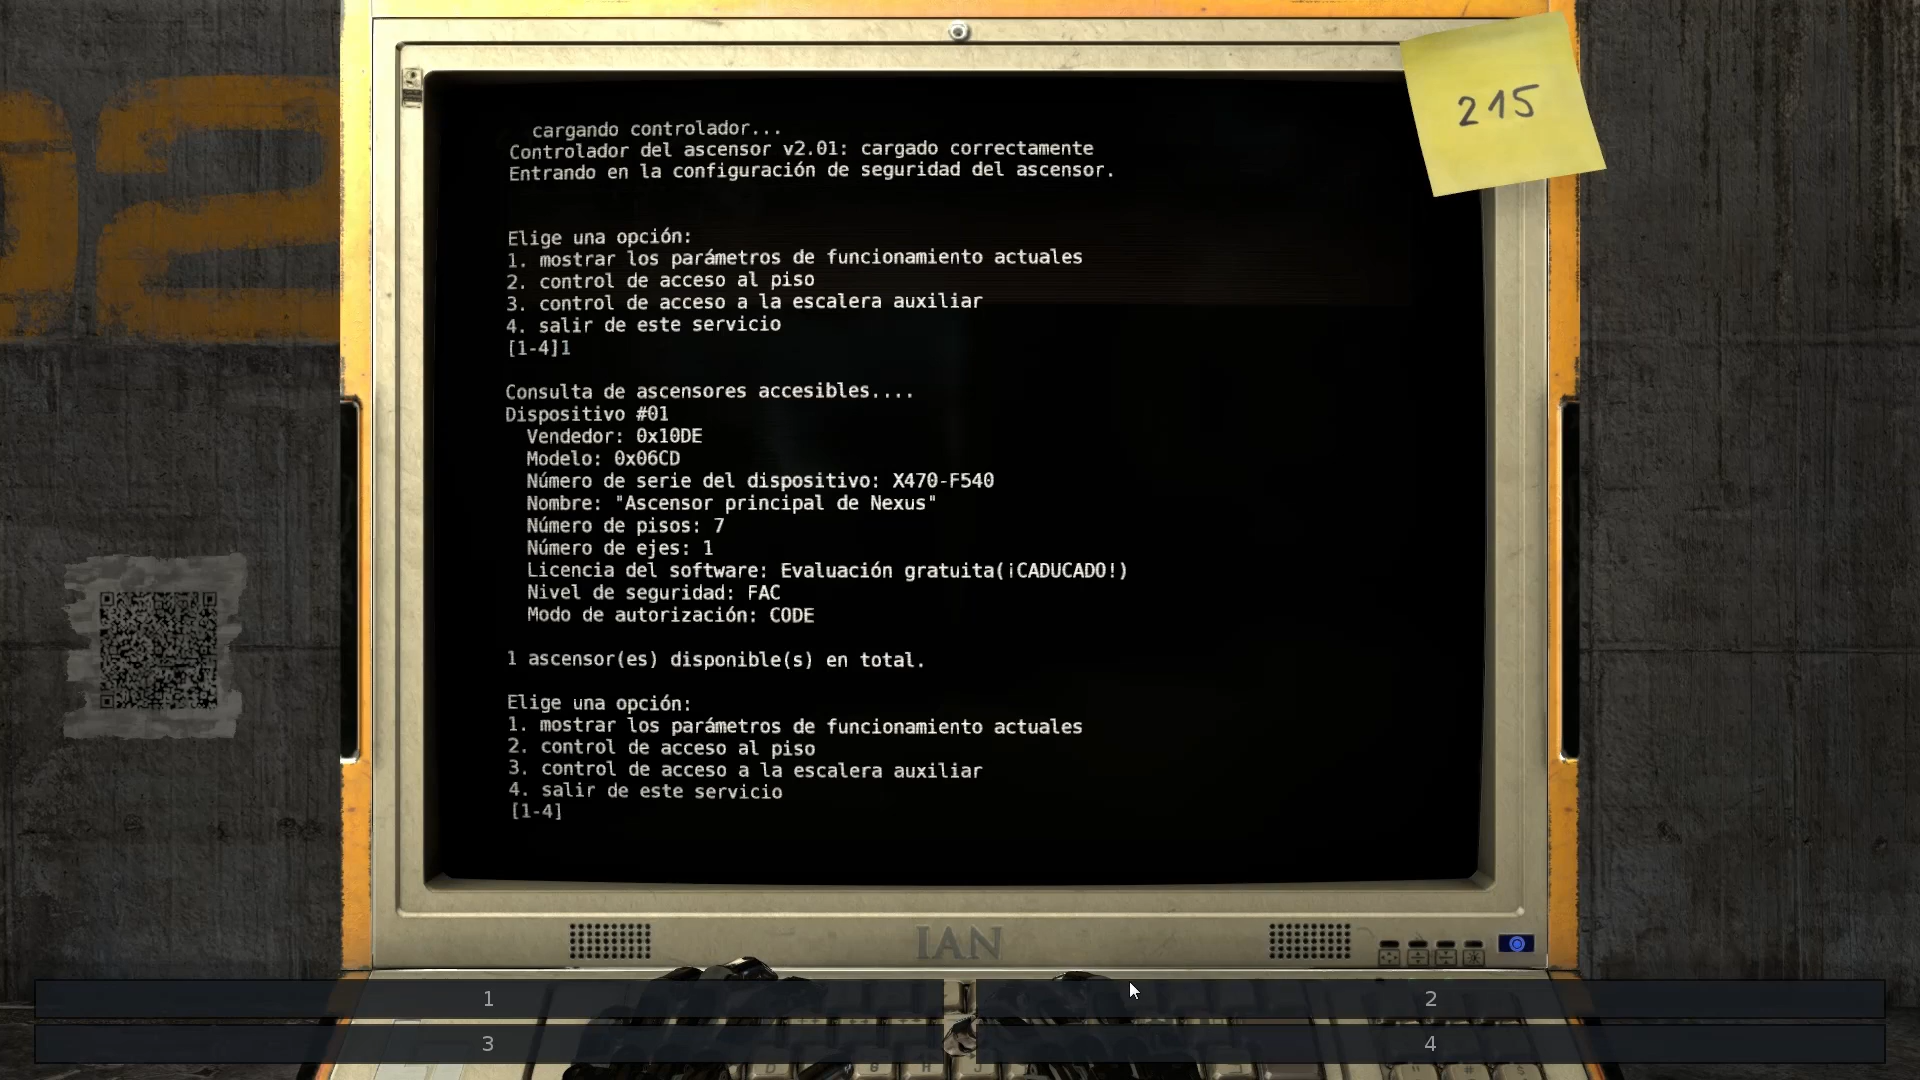 cargando controlador...
Controlador del ascensor v2.01: cargado correctamente
Entrando en la configuración de seguridad del ascensor.
Elige una opción:
1. mostrar los parámetros de funcionamiento actuales
2. control de acceso al piso
3. control de acceso a la escalera auxiliar
4. salir de este servicio
[1-4]1
Consulta de ascensores accesibles....
Dispositivo #01
Vendedor: 0x10DE
Modelo: 0x06CD
Número de serie del dispositivo: X470-F540
Nombre: "Ascensor principal de Nexus"
Número de pisos: 7
Número de ejes: 1
Licencia del software: Evaluación gratuita(¡CADUCADO!)
Nivel de seguridad: FAC
Modo de autorización: CODE
1 ascensor(es) disponible(s) en total.
Elige una opción:
1. mostrar los parámetros de funcionamiento actuales
2. control de acceso al piso
3. control de acceso a la escalera auxiliar
4. salir de este servicio
[1-4]
215
02
IAN
1
2
3
4